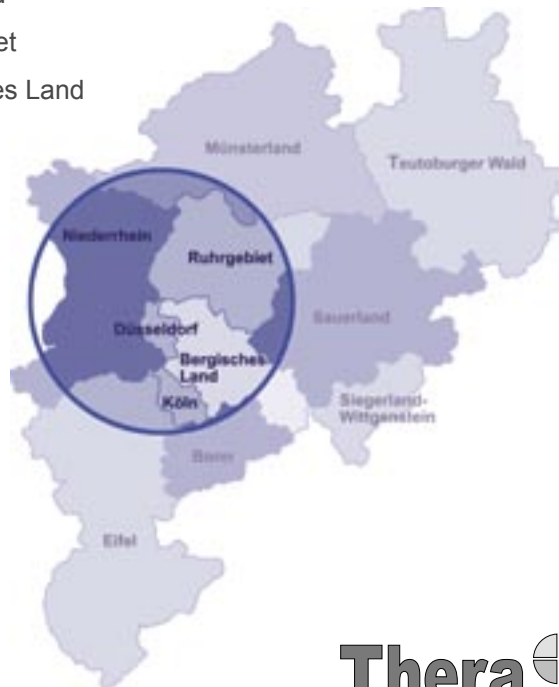 et
es Land
Münsterland
Teutoburger Wald
Niederrhein
Ruhrgebiet
Sauerland
Düsseldorf
Bergisches
Land
Köln
Siegerland-
Wittgenstein
Bonn
Eifel
Thera